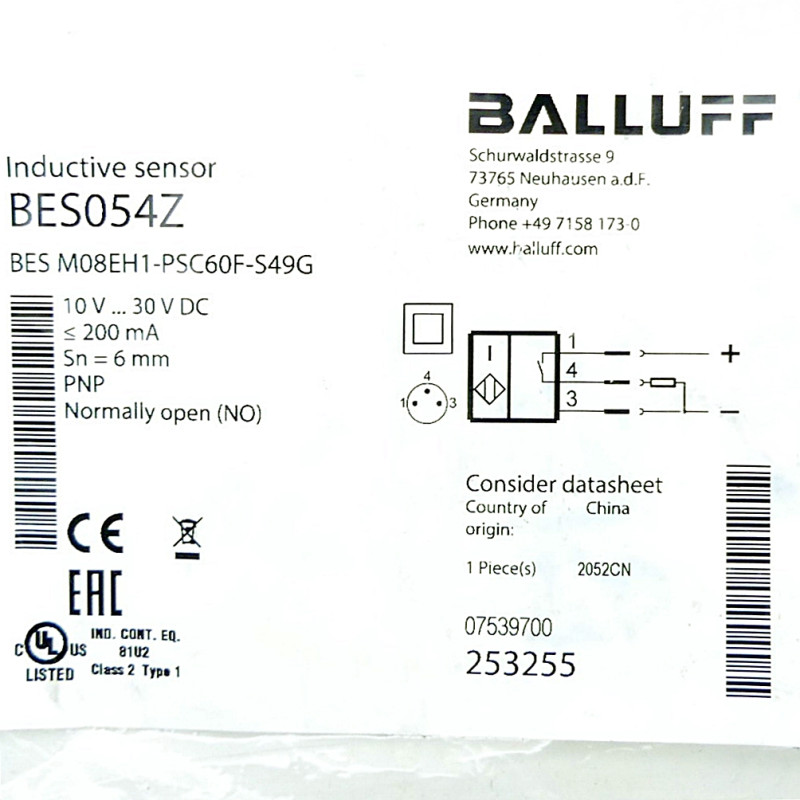 BALLUFF
Schurwaldstrasse 9
73765 Neuhausen a.d.F.
Germany
Phone +49 7158 173-0
www.balluff.com
Inductive sensor
BES054Z
BES M08EH1-PSC60F-S49G
10 V ... 30 V DC
≤ 200 mA
Sn = 6 mm
PNP
Normally open (NO)
4
1 3
I
1
4
3
+
−
Consider datasheet
Country of China
origin:
1 Piece(s) 2052CN
07539700
253255
CE
EAC
C UL US
LISTED
IND. CONT. EQ.
81U2
Class 2 Type 1